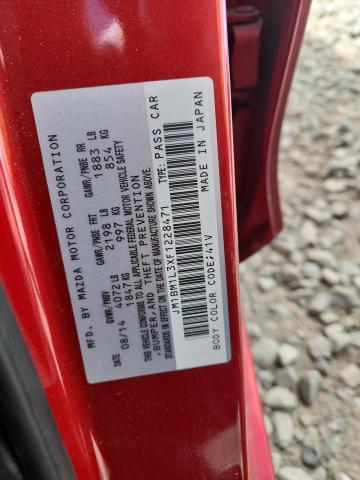 MFD. BY MAZDA MOTOR CORPORATION
08/14 GVWR/PNBV GAWR/PNBE FRT GAWR/PNBE RR
4072 LB 2198 LB 1883 LB
1847 KG 997 KG 854 KG
THIS VEHICLE CONFORMS TO ALL APPLICABLE FEDERAL MOTOR VEHICLE SAFETY
, BUMPER, AND THEFT PREVENTION
STANDARDS IN EFFECT ON THE DATE OF MANUFACTURE SHOWN ABOVE.
JM1BM1L3XF1228471 TYPE: PASS CAR
BODY COLOR CODE:41V MADE IN JAPAN